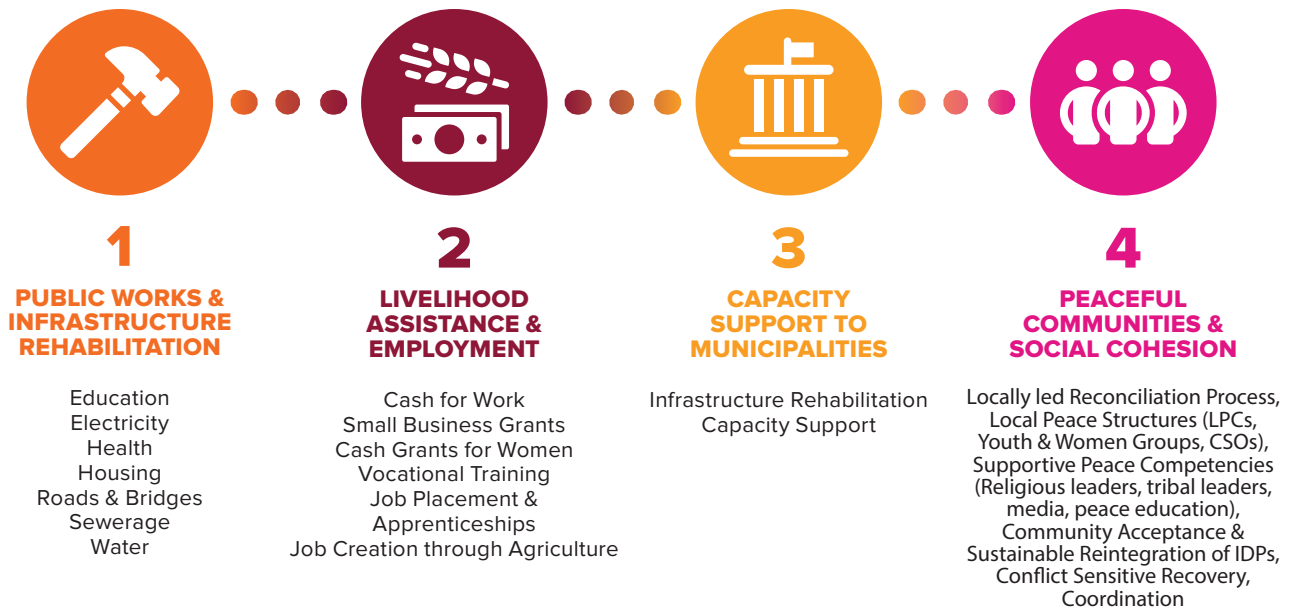 1
PUBLIC WORKS &
INFRASTRUCTURE
REHABILITATION
Education
Electricity
Health
Housing
Roads & Bridges
Sewerage
Water
2
LIVELIHOOD
ASSISTANCE &
EMPLOYMENT
Cash for Work
Small Business Grants
Cash Grants for Women
Vocational Training
Job Placement &
Apprenticeships
Job Creation through Agriculture
3
CAPACITY
SUPPORT TO
MUNICIPALITIES
Infrastructure Rehabilitation
Capacity Support
4
PEACEFUL
COMMUNITIES &
SOCIAL COHESION
Locally led Reconciliation Process,
Local Peace Structures (LPCs,
Youth & Women Groups, CSOs),
Supportive Peace Competencies
(Religious leaders, tribal leaders,
media, peace education),
Community Acceptance &
Sustainable Reintegration of IDPs,
Conflict Sensitive Recovery,
Coordination